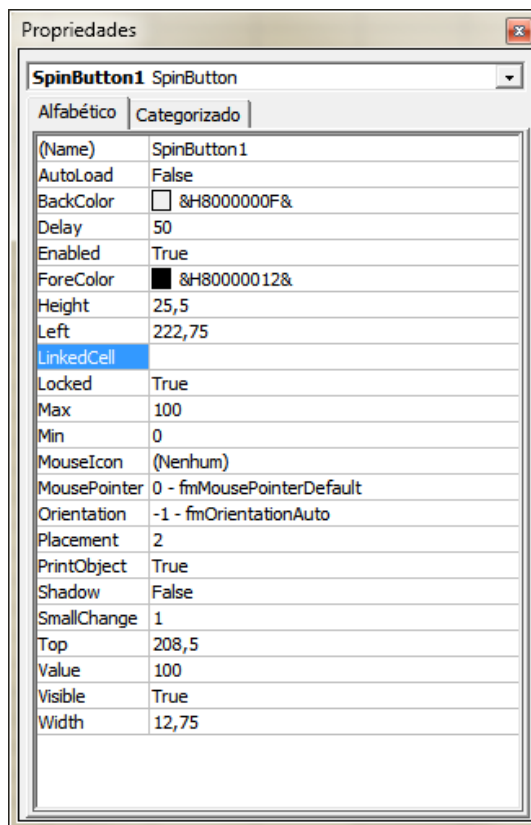 Propriedades
SpinButton1 SpinButton
Alfabético Categorizado
(Name) SpinButton1
AutoLoad False
BackColor &H8000000F&
Delay 50
Enabled True
ForeColor &H80000012&
Height 25,5
Left 222,75
LinkedCell
Locked True
Max 100
Min 0
MouseIcon (Nenhum)
MousePointer 0 - fmMousePointerDefault
Orientation -1 - fmOrientationAuto
Placement 2
PrintObject True
Shadow False
SmallChange 1
Top 208,5
Value 100
Visible True
Width 12,75